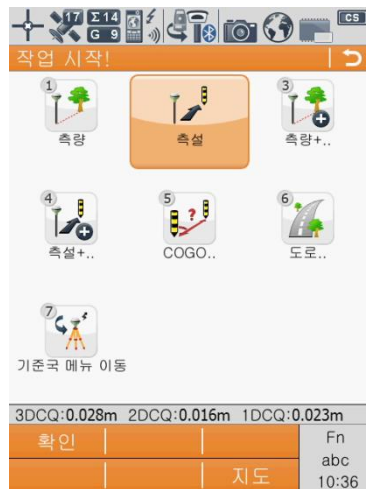 17 Σ14 G 9 CS
작업 시작!
1 3
측량 측설 측량+..
4 5 6
측설+.. COGO.. 도로..
7
기준국 메뉴 이동
3DCQ:0.028m 2DCQ:0.016m 1DCQ:0.023m
확인 Fn
abc
지도 10:36